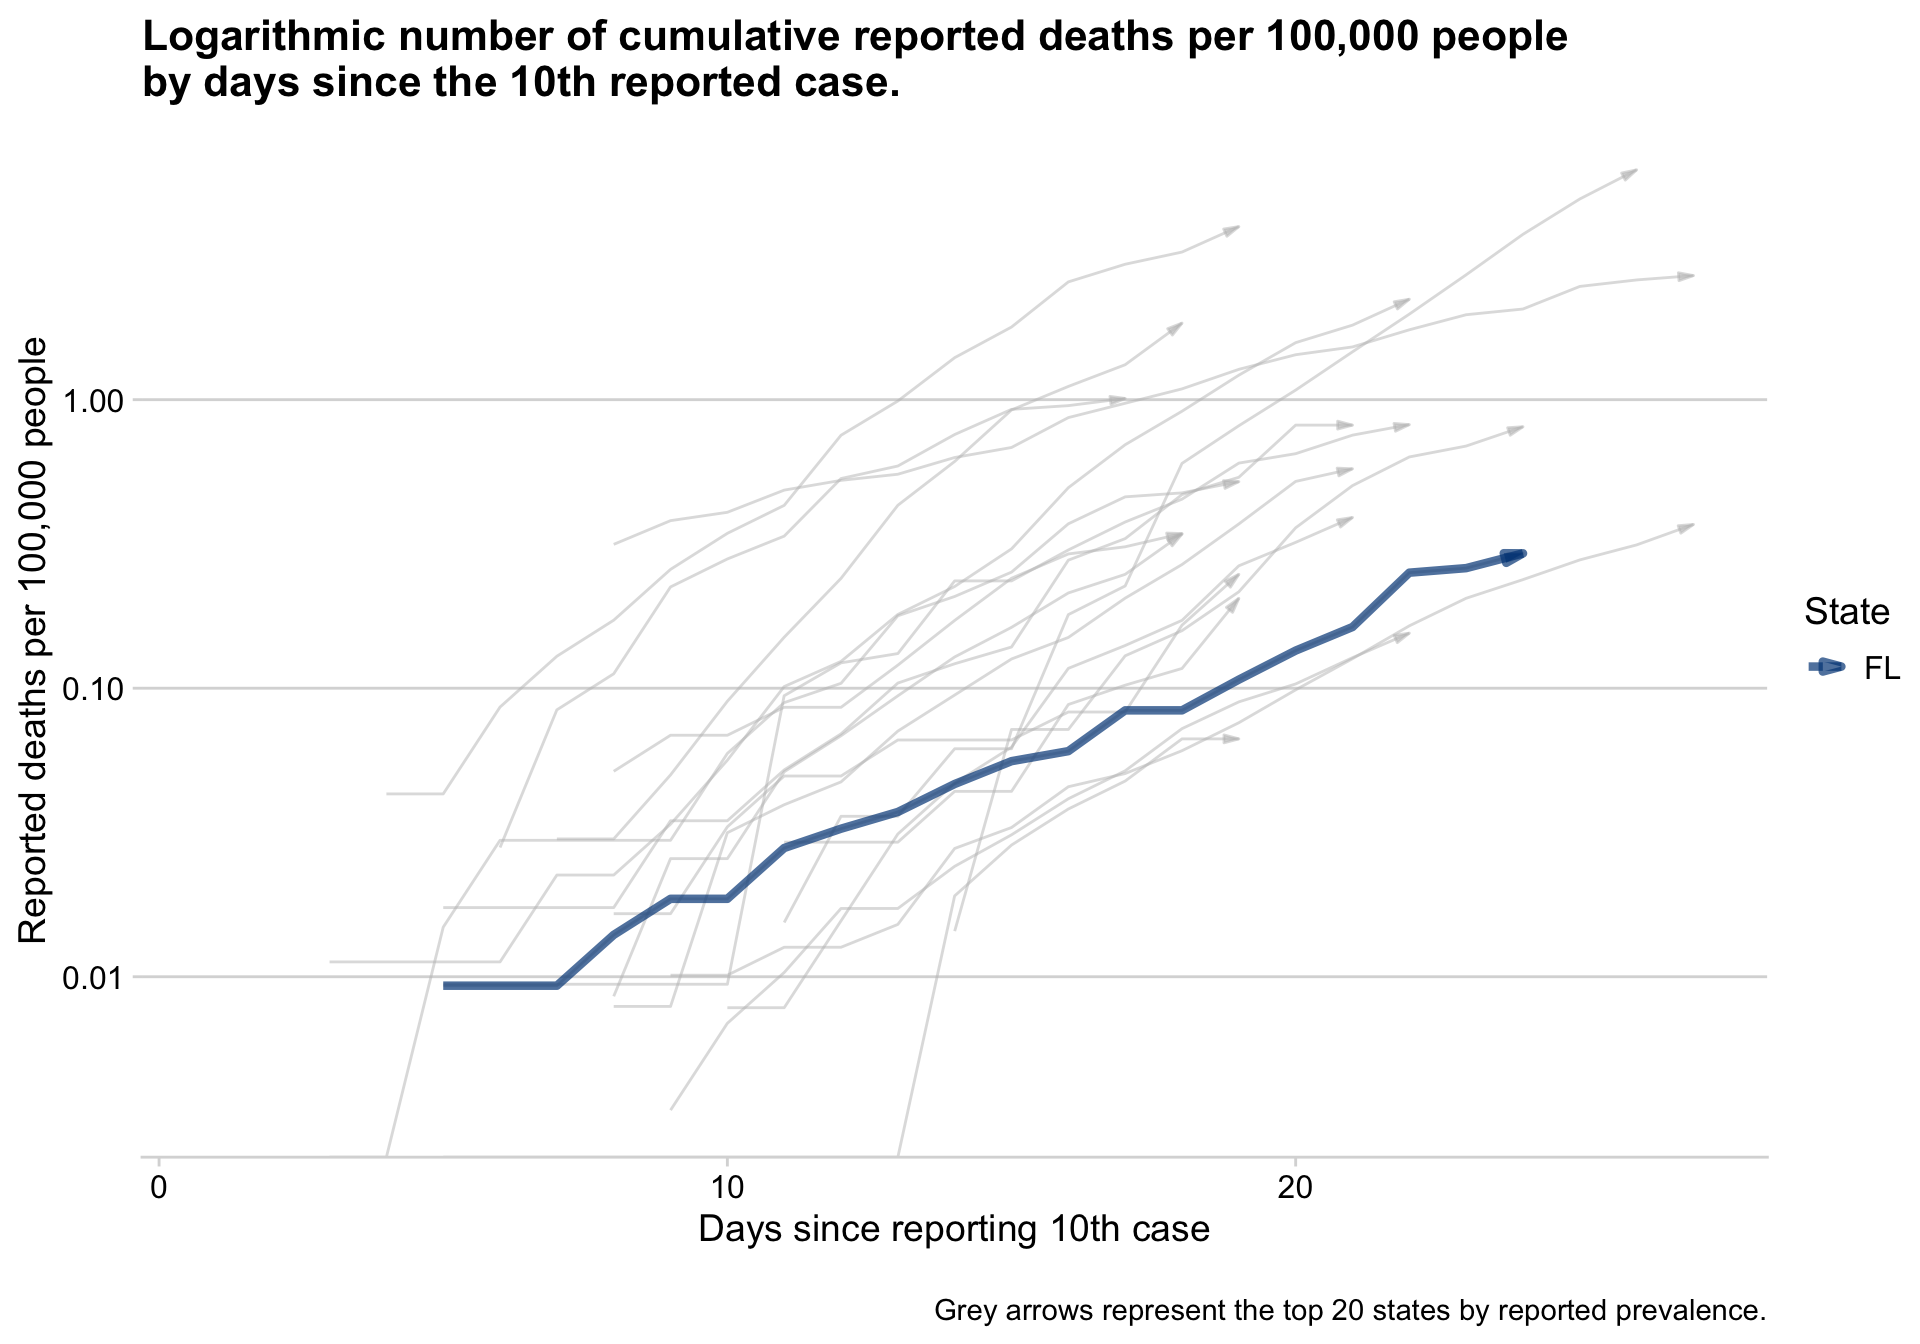 Logarithmic number of cumulative reported deaths per 100,000 people
by days since the 10th reported case.
Reported deaths per 100,000 people
1.00
0.10
0.01
0
10
20
Days since reporting 10th case
State
FL
Grey arrows represent the top 20 states by reported prevalence.